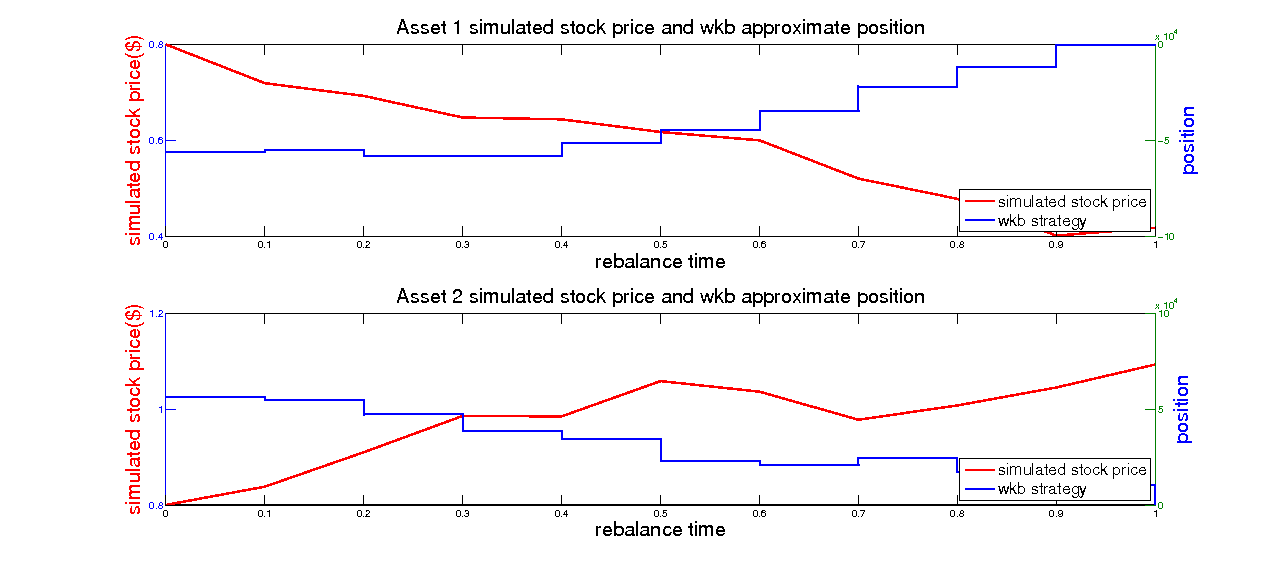 Asset 1 simulated stock price and wkb approximate position
x 10^4
0.8
0.6
0.4
simulated stock price($)
0
−5
−10
position
simulated stock price
wkb strategy
0 0.1 0.2 0.3 0.4 0.5 0.6 0.7 0.8 0.9 1
rebalance time
Asset 2 simulated stock price and wkb approximate position
x 10^4
1.2
1
0.8
simulated stock price($)
10
5
0
position
simulated stock price
wkb strategy
0 0.1 0.2 0.3 0.4 0.5 0.6 0.7 0.8 0.9 1
rebalance time